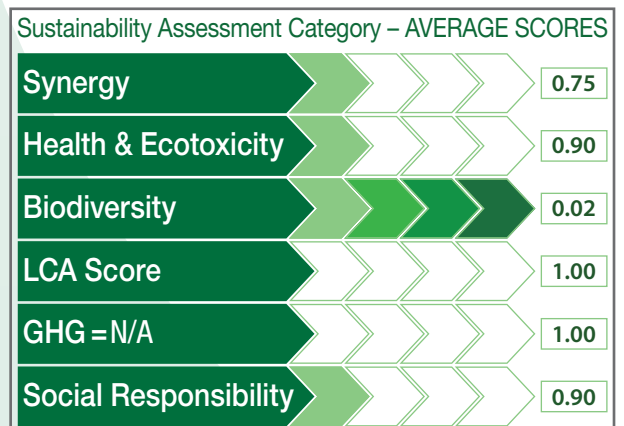 Sustainability Assessment Category – AVERAGE SCORES
Synergy 0.75
Health & Ecotoxicity 0.90
Biodiversity 0.02
LCA Score 1.00
GHG = N/A 1.00
Social Responsibility 0.90